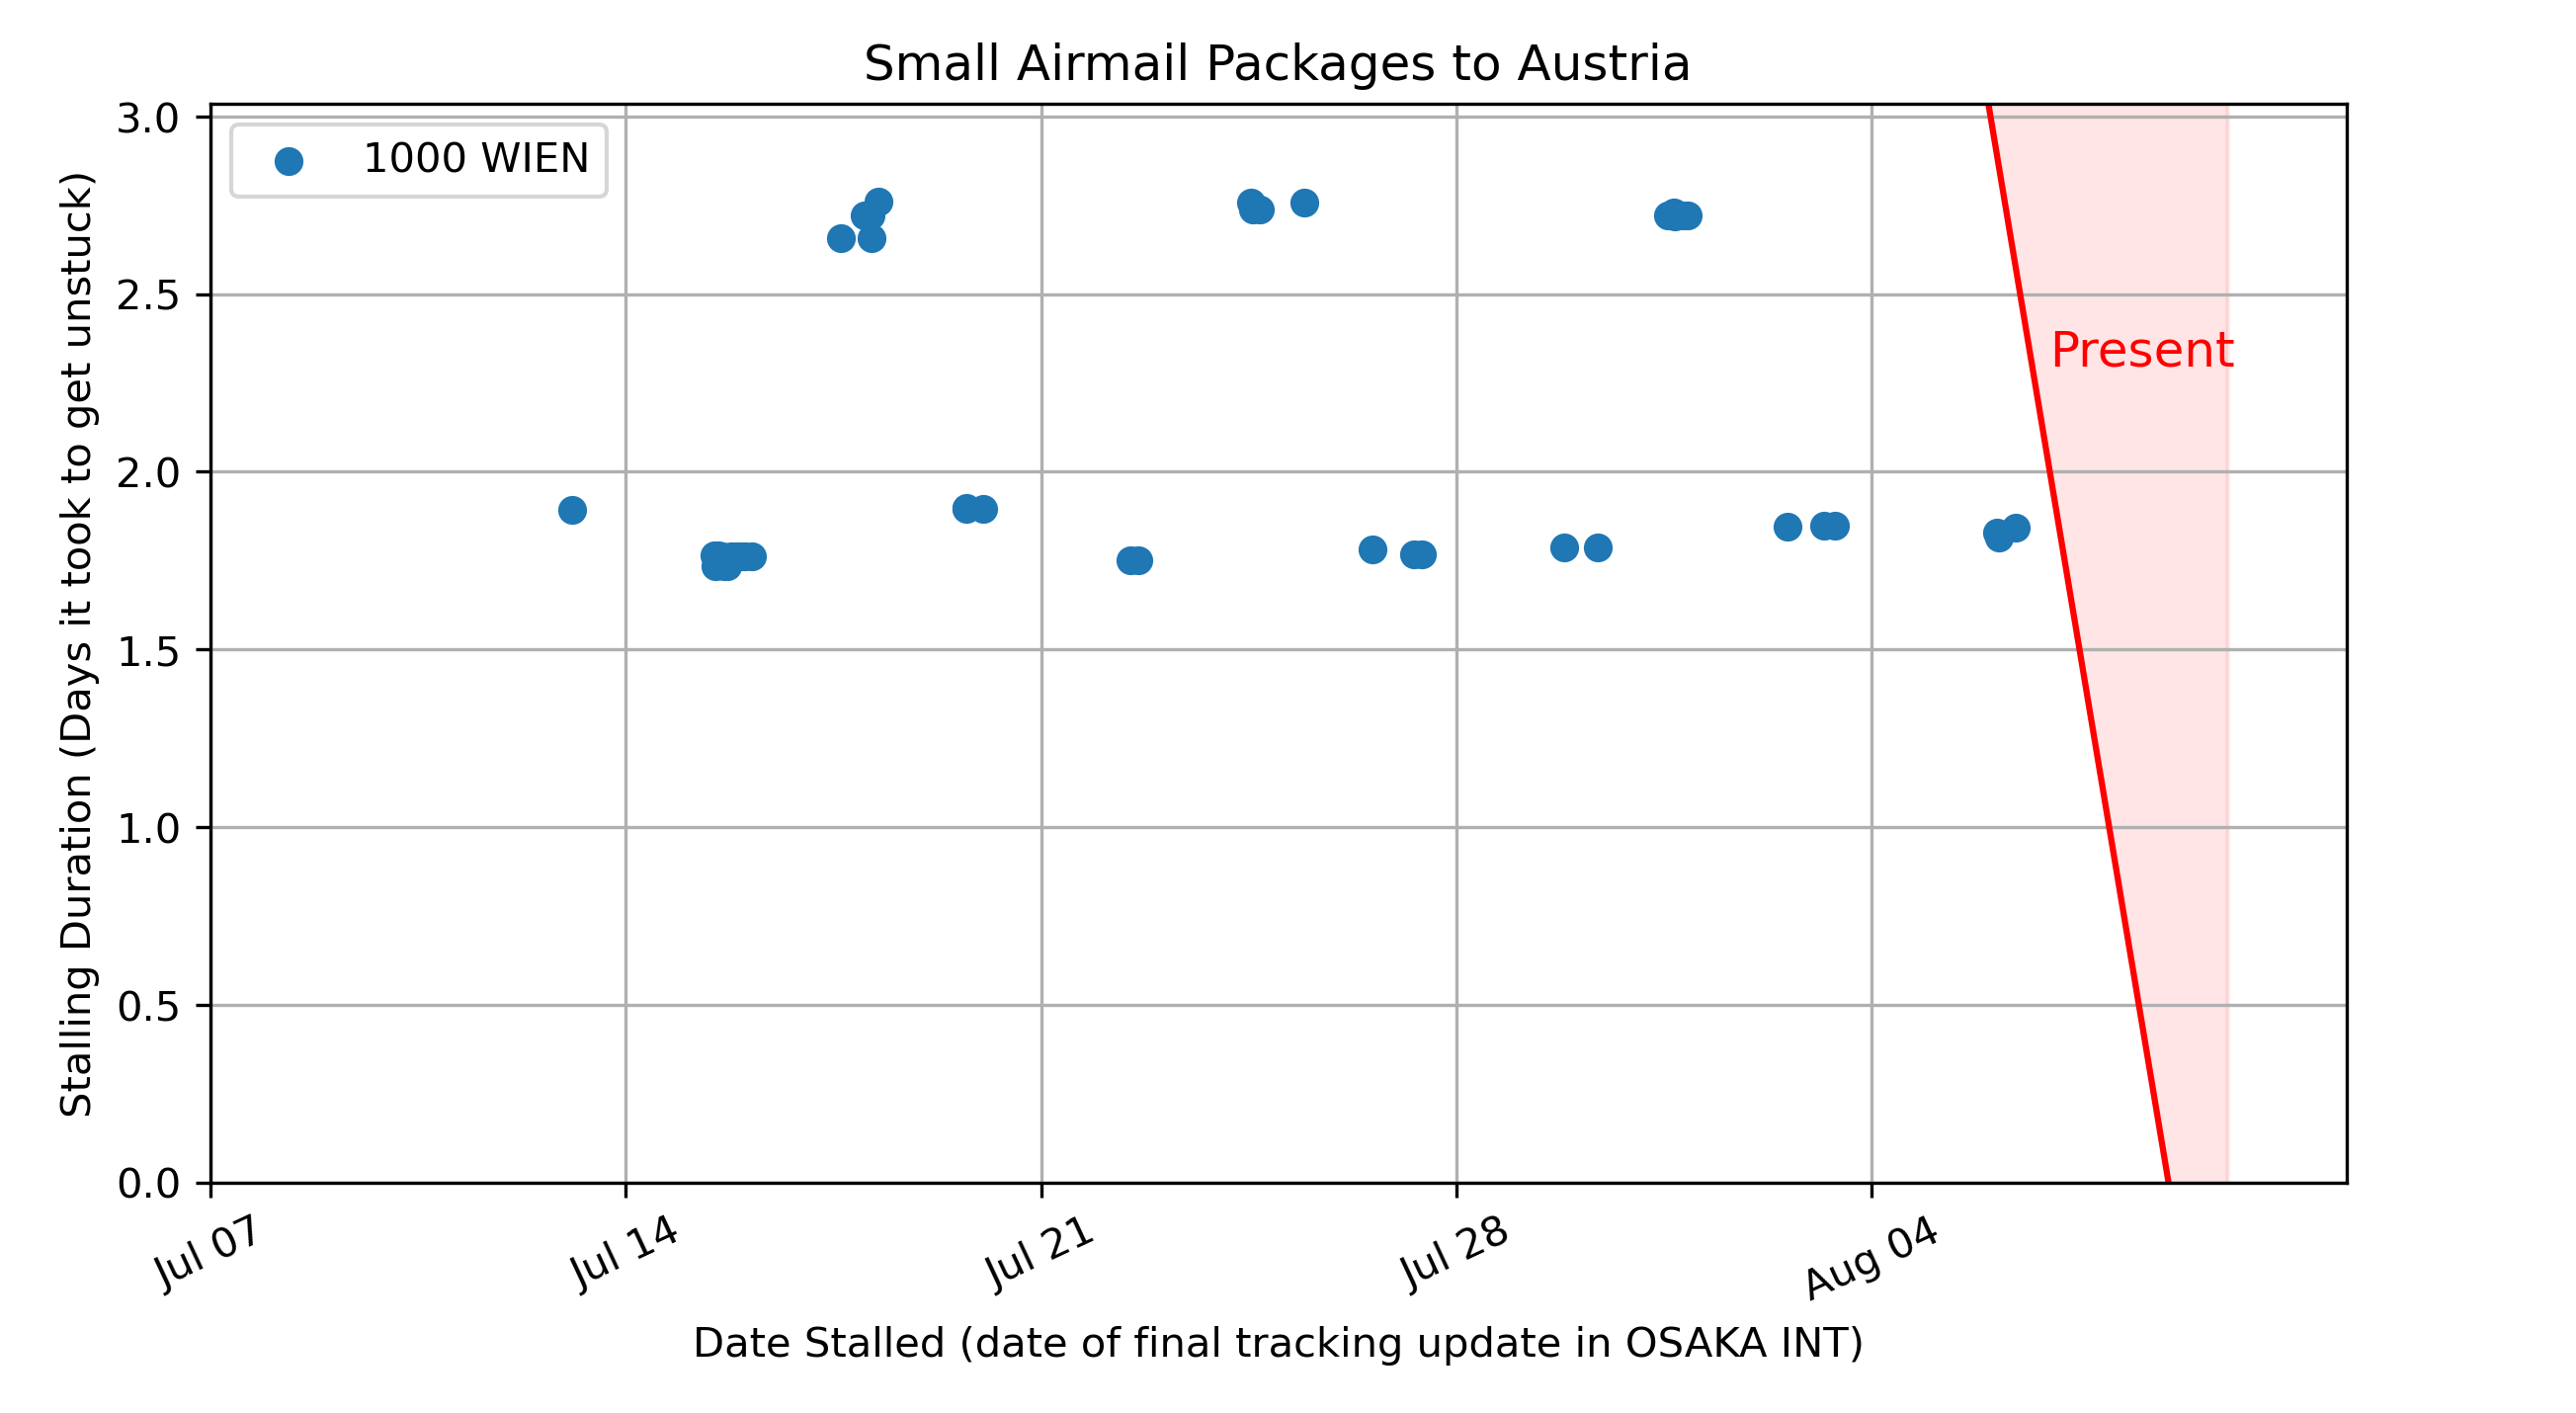 Small Airmail Packages to Austria
1000 WIEN
Present
Stalling Duration (Days it took to get unstuck)
3.0
2.5
2.0
1.5
1.0
0.5
0.0
Jul 07
Jul 14
Jul 21
Jul 28
Aug 04
Date Stalled (date of final tracking update in OSAKA INT)